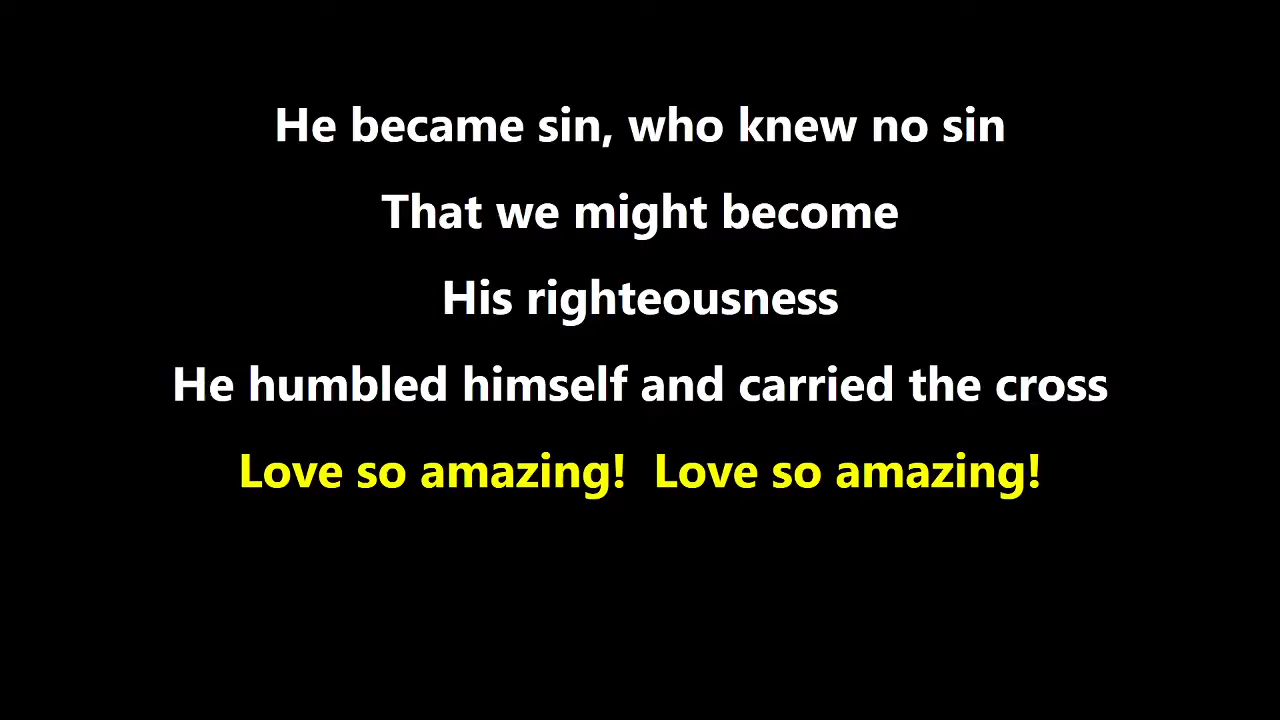 He became sin, who knew no sin
That we might become
His righteousness
He humbled himself and carried the cross
Love so amazing!  Love so amazing!